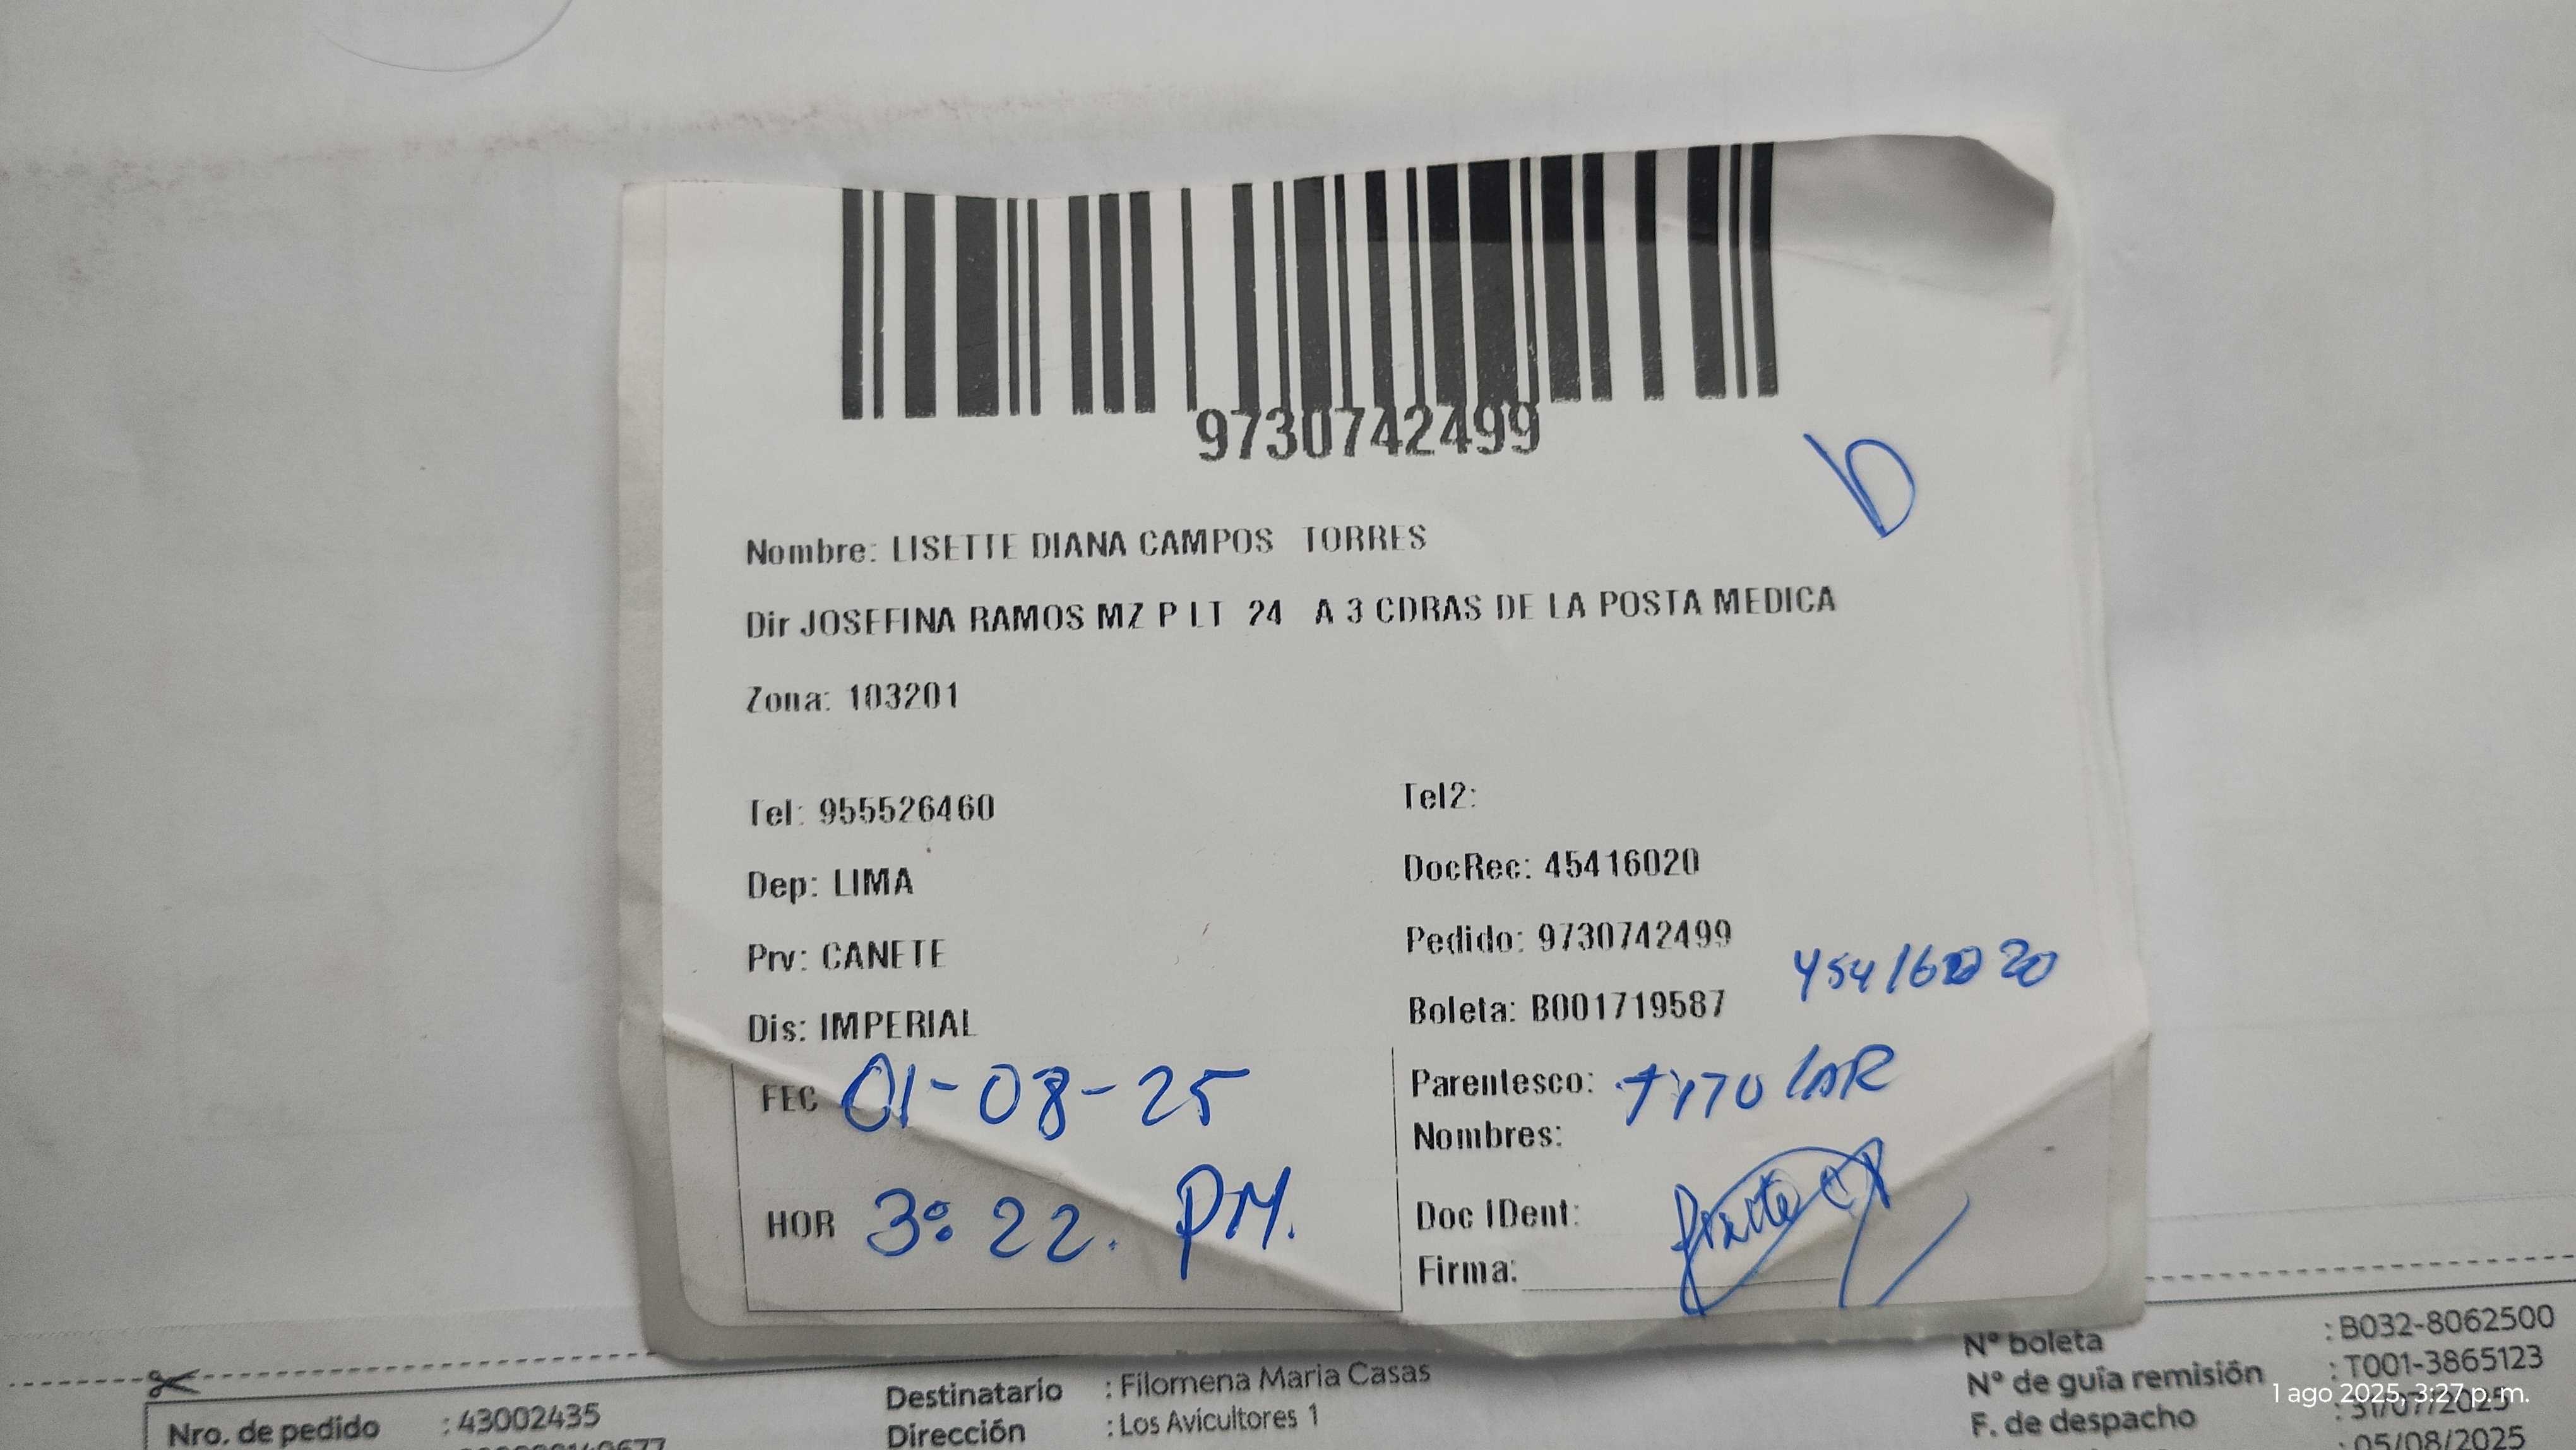 9730742499
D
Nombre: LISETTE DIANA CAMPOS TORRES
Dir JOSEFINA RAMOS MZ P LT 24 A 3 CDRAS DE LA POSTA MEDICA
Zona: 103201
Tel: 955526460 Tel2:
Dep: LIMA DocRec: 45416020
Prv: CANETE Pedido: 9730742499
45416020
Dis: IMPERIAL Boleta: B001719587
FEC 01-08-25 Parentesco: TITULAR
Nombres:
HOR 3:22. PM. Doc IDent:
Firma:
Nro. de pedido : 43002435
Destinatario : Filomena Maria Casas
Dirección : Los Avicultores 1
N° boleta : B032-8062500
N° de guía remisión : T001-3865123
F. de despacho : 31/07/2025
: 05/08/2025
1 ago 2025, 3:27 p. m.